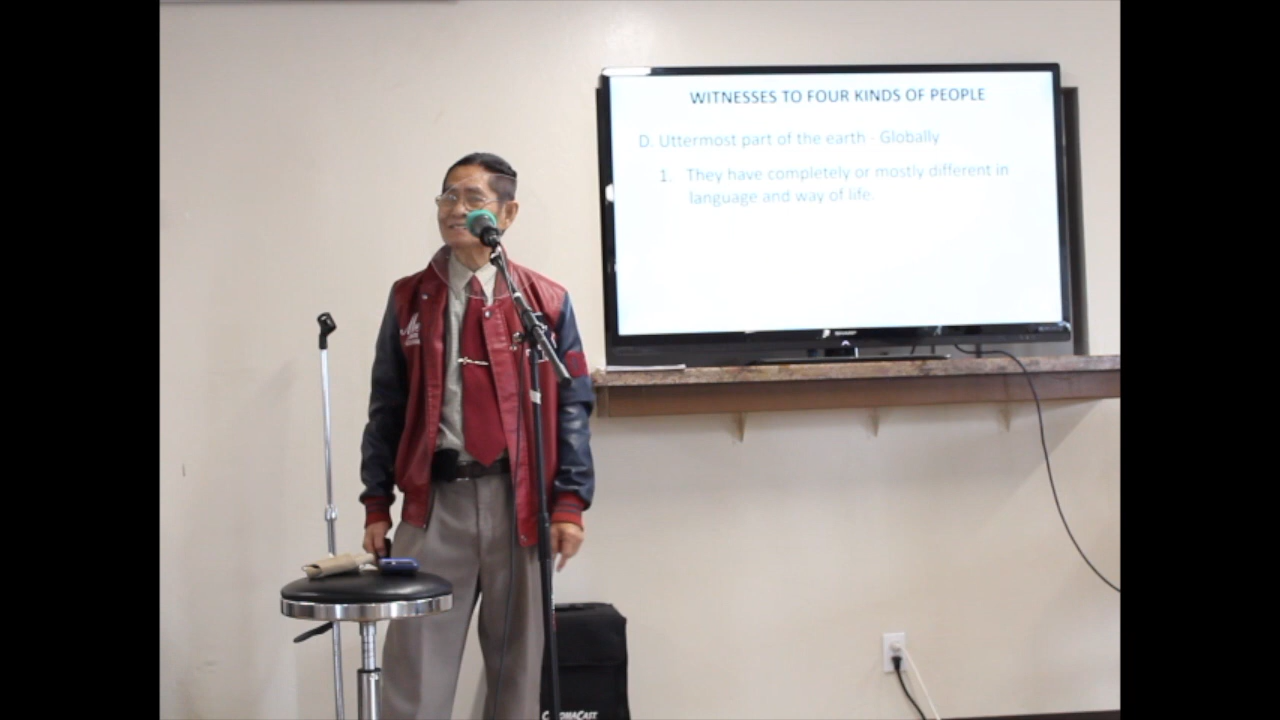 WITNESSES TO FOUR KINDS OF PEOPLE
D. Uttermost part of the earth - Globally
1. They have completely or mostly different in
language and way of life.
SHARP